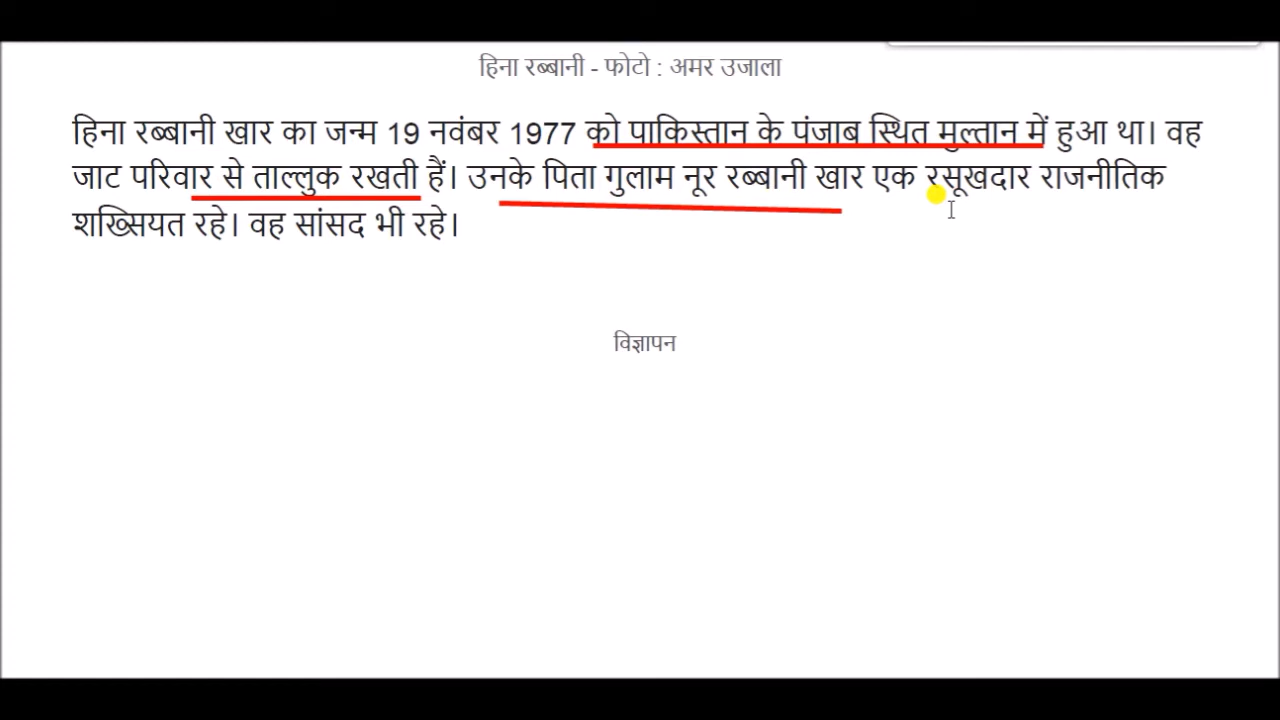 हिना रब्बानी - फोटो : अमर उजाला
हिना रब्बानी खार का जन्म 19 नवंबर 1977 को पाकिस्तान के पंजाब स्थित मुल्तान में हुआ था। वह
जाट परिवार से ताल्लुक रखती हैं। उनके पिता गुलाम नूर रब्बानी खार एक रसूखदार राजनीतिक
शख्सियत रहे। वह सांसद भी रहे।
विज्ञापन